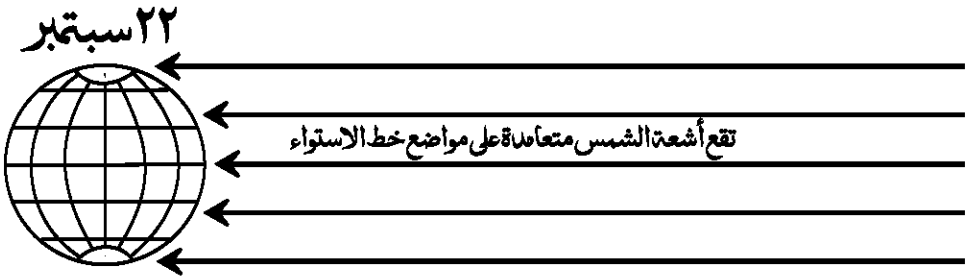 ٢٢ سبتمبر
تقع أشعة الشمس متعامدة على مواضع خط الاستواء